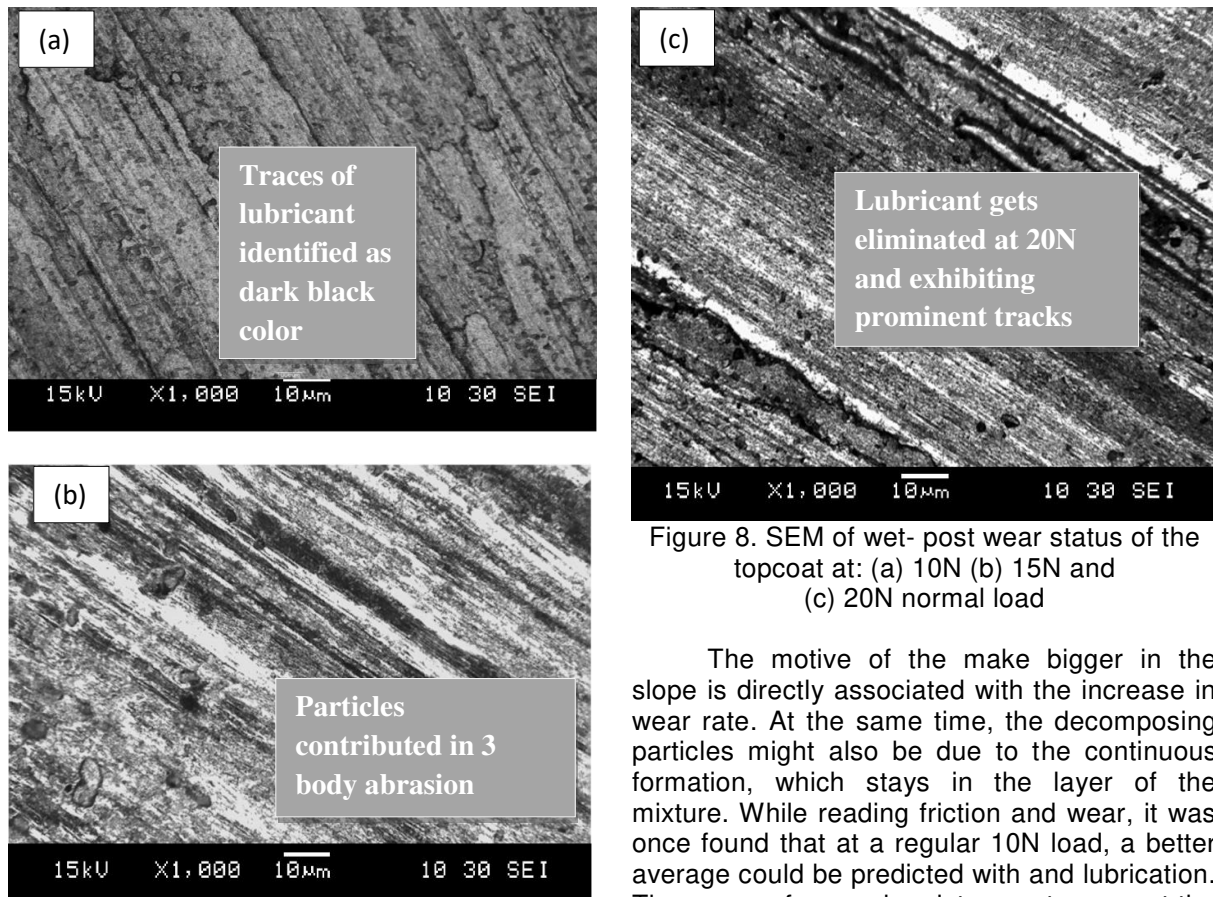 (a)
Traces of
lubricant
identified as
dark black
color
15kU X1,000 10μm 10 30 SEI
(b)
Particles
contributed in 3
body abrasion
15kU X1,000 10μm 10 30 SEI
(c)
Lubricant gets
eliminated at 20N
and exhibiting
prominent tracks
15kU X1,000 10μm 10 30 SEI
Figure 8. SEM of wet- post wear status of the
topcoat at: (a) 10N (b) 15N and
(c) 20N normal load
The motive of the make bigger in the
slope is directly associated with the increase in
wear rate. At the same time, the decomposing
particles might also be due to the continuous
formation, which stays in the layer of the
mixture. While reading friction and wear, it was
once found that at a regular 10N load, a better
average could be predicted with and lubrication.